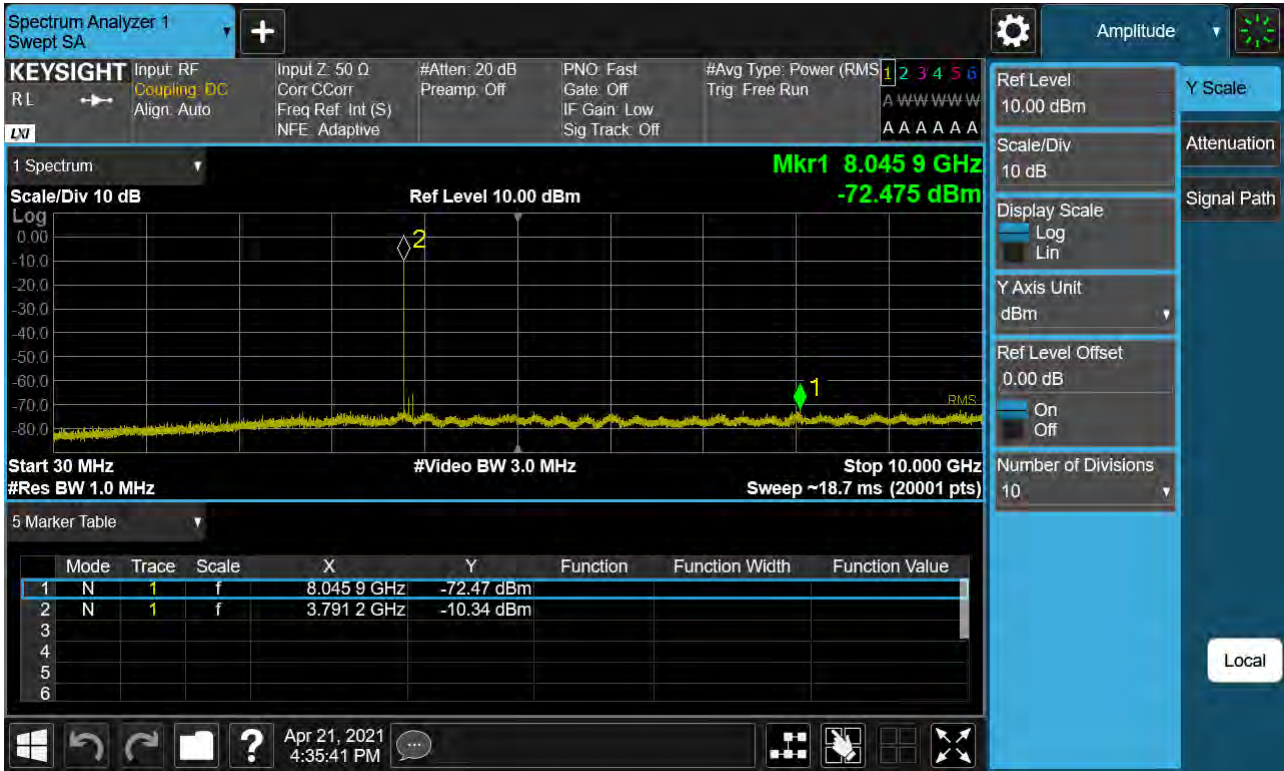 Spectrum Analyzer 1
Swept SA
Amplitude
KEYSIGHT
RL
LXI
Input: RF
Coupling: DC
Align: Auto
Input Z: 50 Ω
Corr CCorr
Freq Ref: Int (S)
NFE: Adaptive
#Atten: 20 dB
Preamp: Off
PNO: Fast
Gate: Off
IF Gain: Low
Sig Track: Off
#Avg Type: Power (RMS
Trig: Free Run
1 2 3 4 5 6
A W W W W W
A A A A A A
1 Spectrum
Mkr1 8.045 9 GHz
-72.475 dBm
Scale/Div 10 dB
Ref Level 10.00 dBm
Log
0.00
-10.0
-20.0
-30.0
-40.0
-50.0
-60.0
-70.0
-80.0
2
1
RMS
Start 30 MHz
#Video BW 3.0 MHz
Stop 10.000 GHz
#Res BW 1.0 MHz
Sweep ~18.7 ms (20001 pts)
5 Marker Table
Mode Trace Scale X Y Function Function Width Function Value
1 N 1 f 8.045 9 GHz -72.47 dBm
2 N 1 f 3.791 2 GHz -10.34 dBm
3
4
5
6
Ref Level
10.00 dBm
Scale/Div
10 dB
Display Scale
Log
Lin
Y Axis Unit
dBm
Ref Level Offset
0.00 dB
On
Off
Number of Divisions
10
Y Scale
Attenuation
Signal Path
Local
?
Apr 21, 2021
4:35:41 PM